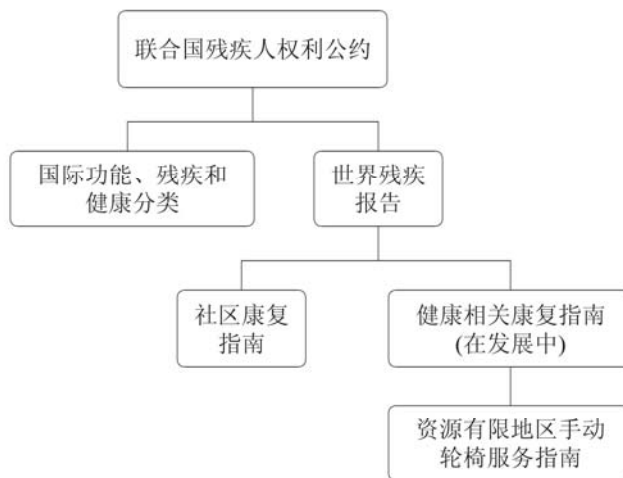 联合国残疾人权利公约
国际功能、残疾和
健康分类
世界残疾
报告
社区康复
指南
健康相关康复指南
(在发展中)
资源有限地区手动
轮椅服务指南